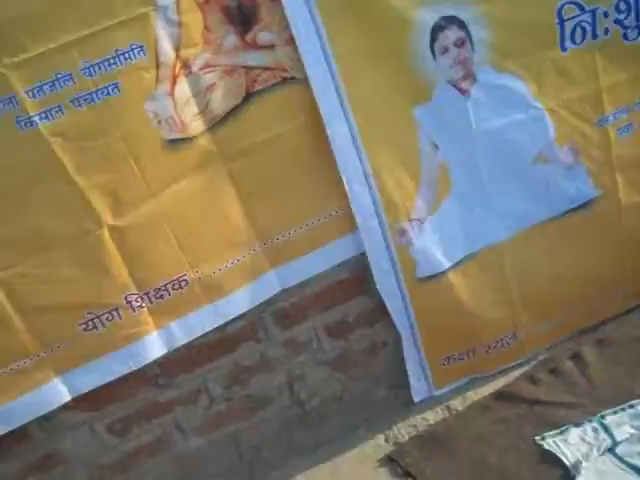 पतंजलि योगसमिति
किसान पंचायत
योग शिक्षक :
निःशु
कक्षा स्थल